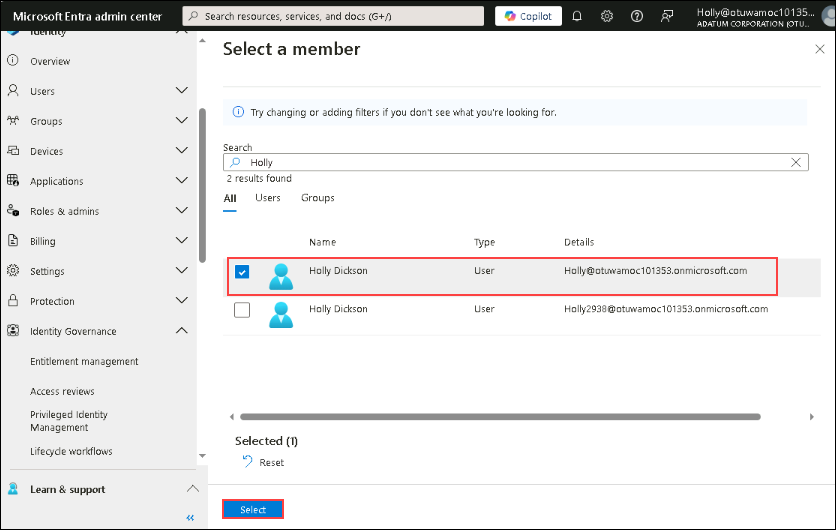 Microsoft Entra admin center
Search resources, services, and docs (G+/)
Copilot
Holly@otuwamoc101353...
ADATUM CORPORATION (OTU...
Identity
Overview
Users
Groups
Devices
Applications
Roles & admins
Billing
Settings
Protection
Identity Governance
Entitlement management
Access reviews
Privileged Identity
Management
Lifecycle workflows
Learn & support
Select a member
Try changing or adding filters if you don't see what you're looking for.
Search
Holly
2 results found
All Users Groups
Name Type Details
Holly Dickson User Holly@otuwamoc101353.onmicrosoft.com
Holly Dickson User Holly2938@otuwamoc101353.onmicrosoft.com
Selected (1)
Reset
Select